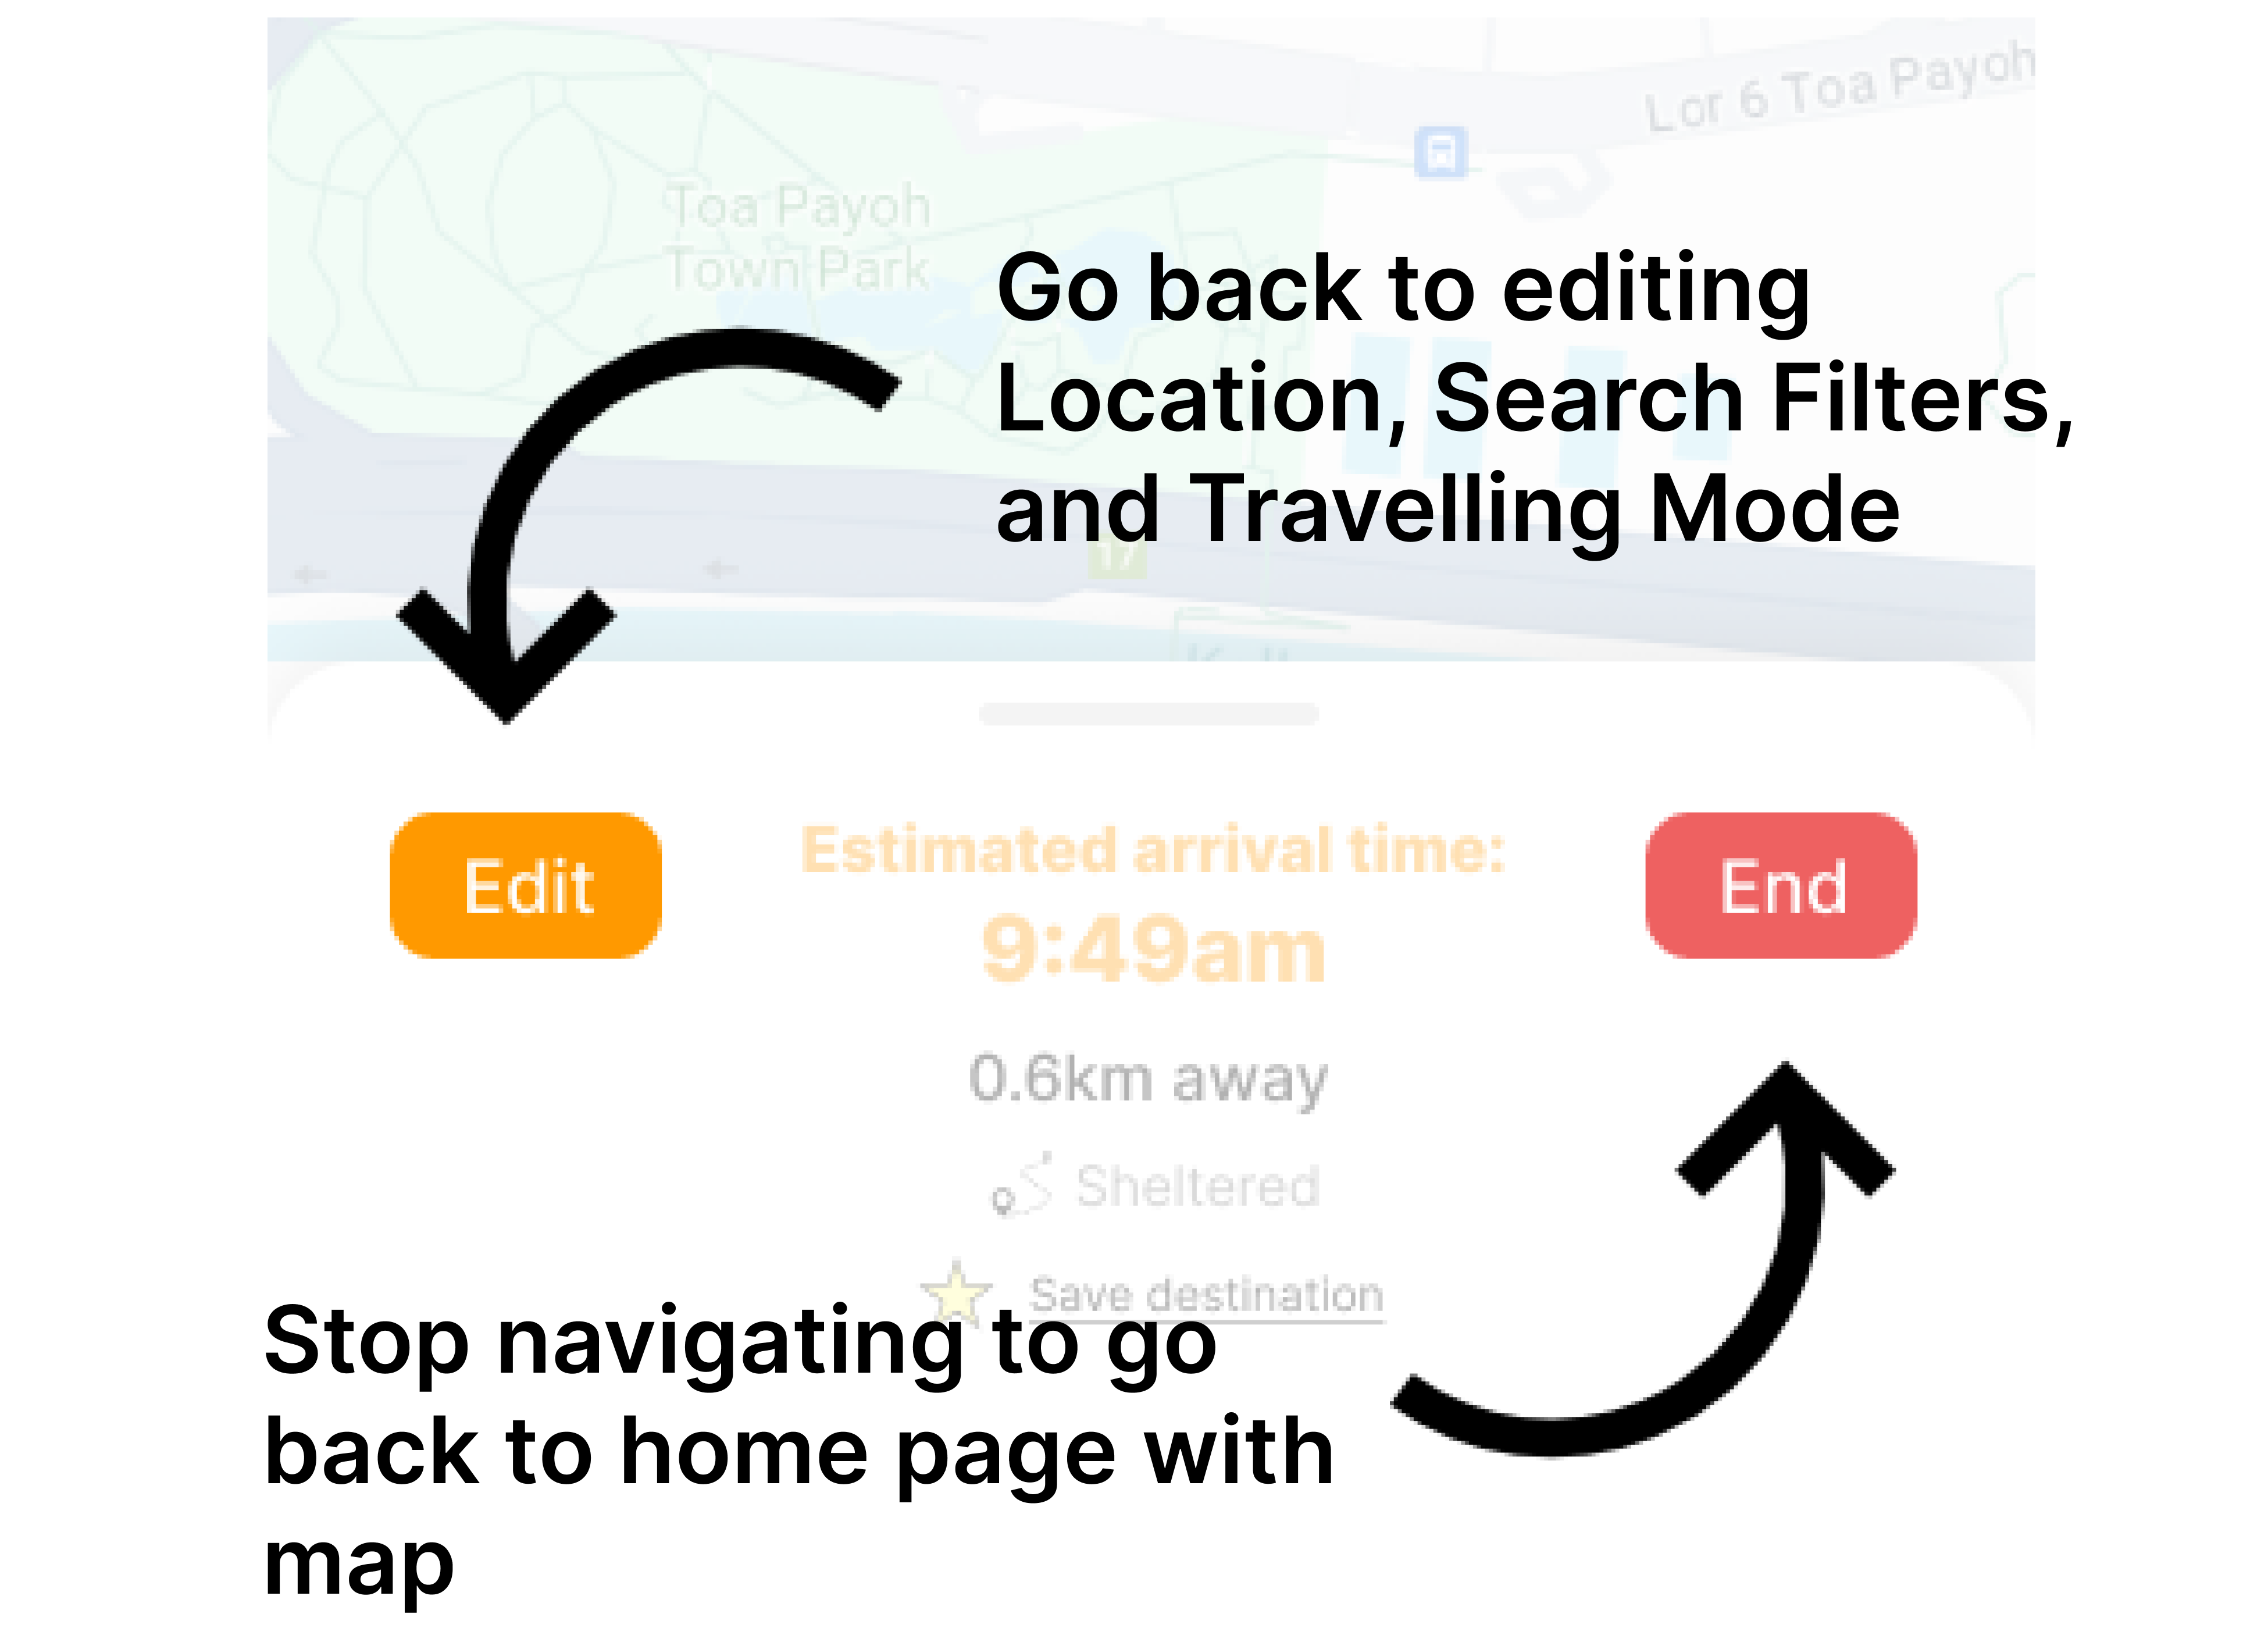 Lor 6 Toa Payoh
Toa Payoh
Town Park
Go back to editing
Location, Search Filters,
and Travelling Mode
17
Edit
Estimated arrival time:
End
9:49am
0.6km away
Sheltered
Save destination
Stop navigating to go
back to home page with
map